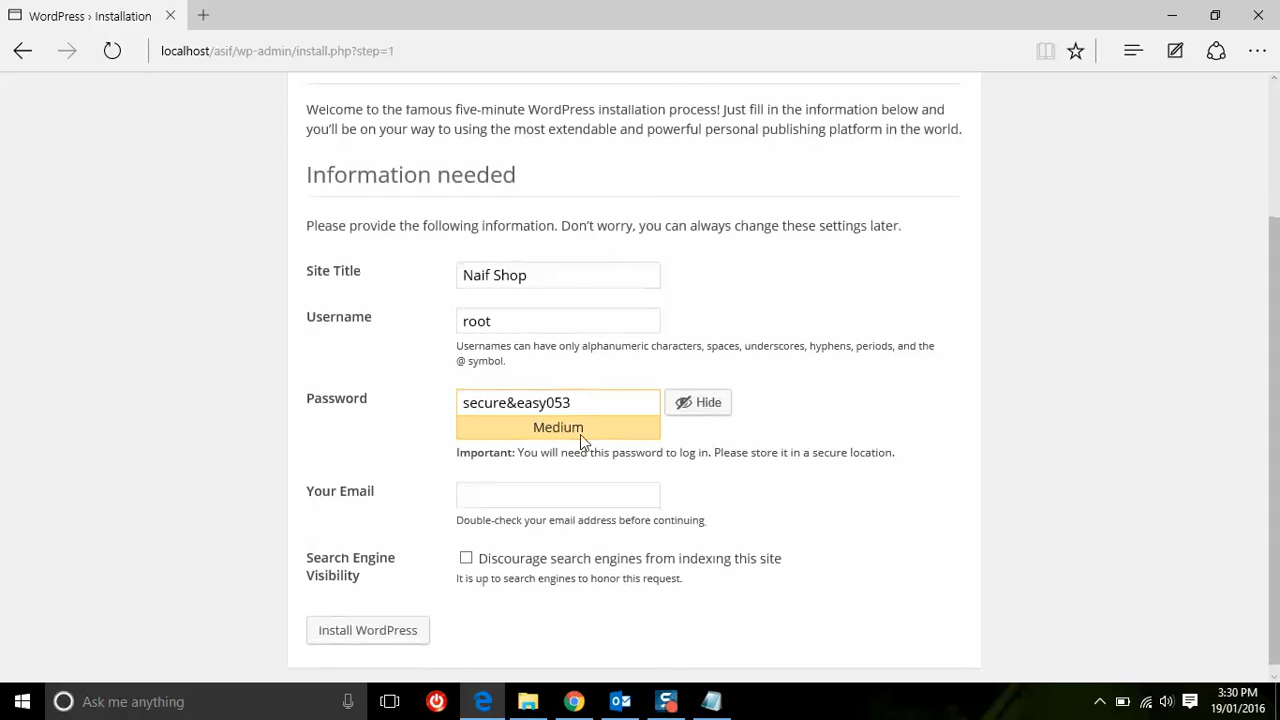 WordPress › Installation
localhost/asif/wp-admin/install.php?step=1
Welcome to the famous five-minute WordPress installation process! Just fill in the information below and
you'll be on your way to using the most extendable and powerful personal publishing platform in the world.
Information needed
Please provide the following information. Don't worry, you can always change these settings later.
Site Title
Naif Shop
Username
root
Usernames can have only alphanumeric characters, spaces, underscores, hyphens, periods, and the
@ symbol.
Password
secure&easy053
Hide
Medium
Important: You will need this password to log in. Please store it in a secure location.
Your Email
Double-check your email address before continuing.
Search Engine
Visibility
Discourage search engines from indexing this site
It is up to search engines to honor this request.
Install WordPress
Ask me anything
3:30 PM
19/01/2016